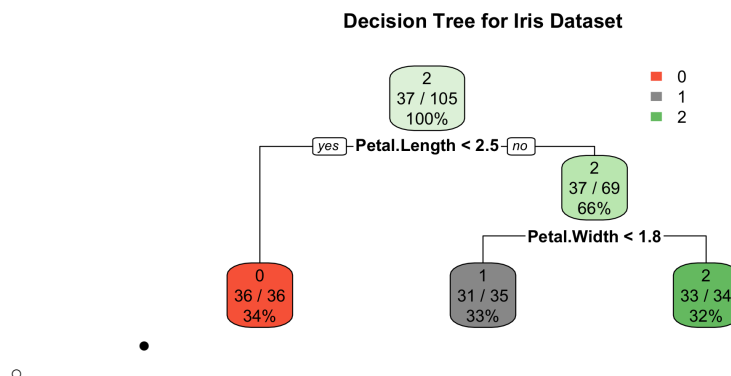 Decision Tree for Iris Dataset
2
37 / 105
100%
0
1
2
yes Petal.Length < 2.5 no
2
37 / 69
66%
Petal.Width < 1.8
0
36 / 36
34%
1
31 / 35
33%
2
33 / 34
32%